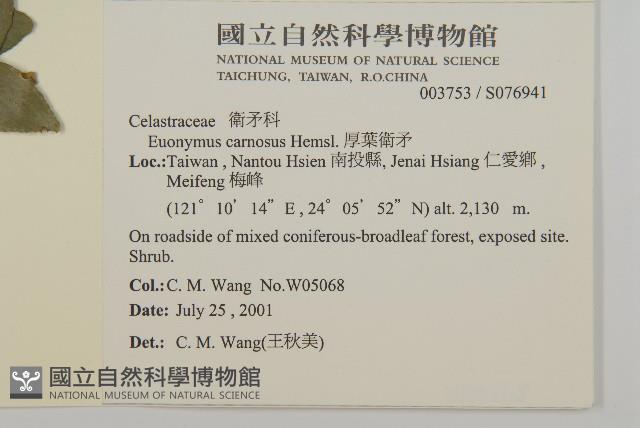 國立自然科學博物館
NATIONAL MUSEUM OF NATURAL SCIENCE
TAICHUNG, TAIWAN, R.O.CHINA
003753 / S076941
Celastraceae 衛矛科
Euonymus carnosus Hemsl. 厚葉衛矛
Loc.:Taiwan , Nantou Hsien 南投縣, Jenai Hsiang 仁愛鄉 ,
Meifeng 梅峰
(121° 10' 14" E , 24° 05' 52" N) alt. 2,130 m.
On roadside of mixed coniferous-broadleaf forest, exposed site.
Shrub.
Col.: C. M. Wang No.W05068
Date: July 25 , 2001
Det.: C. M. Wang(王秋美)
國立自然科學博物館
NATIONAL MUSEUM OF NATURAL SCIENCE